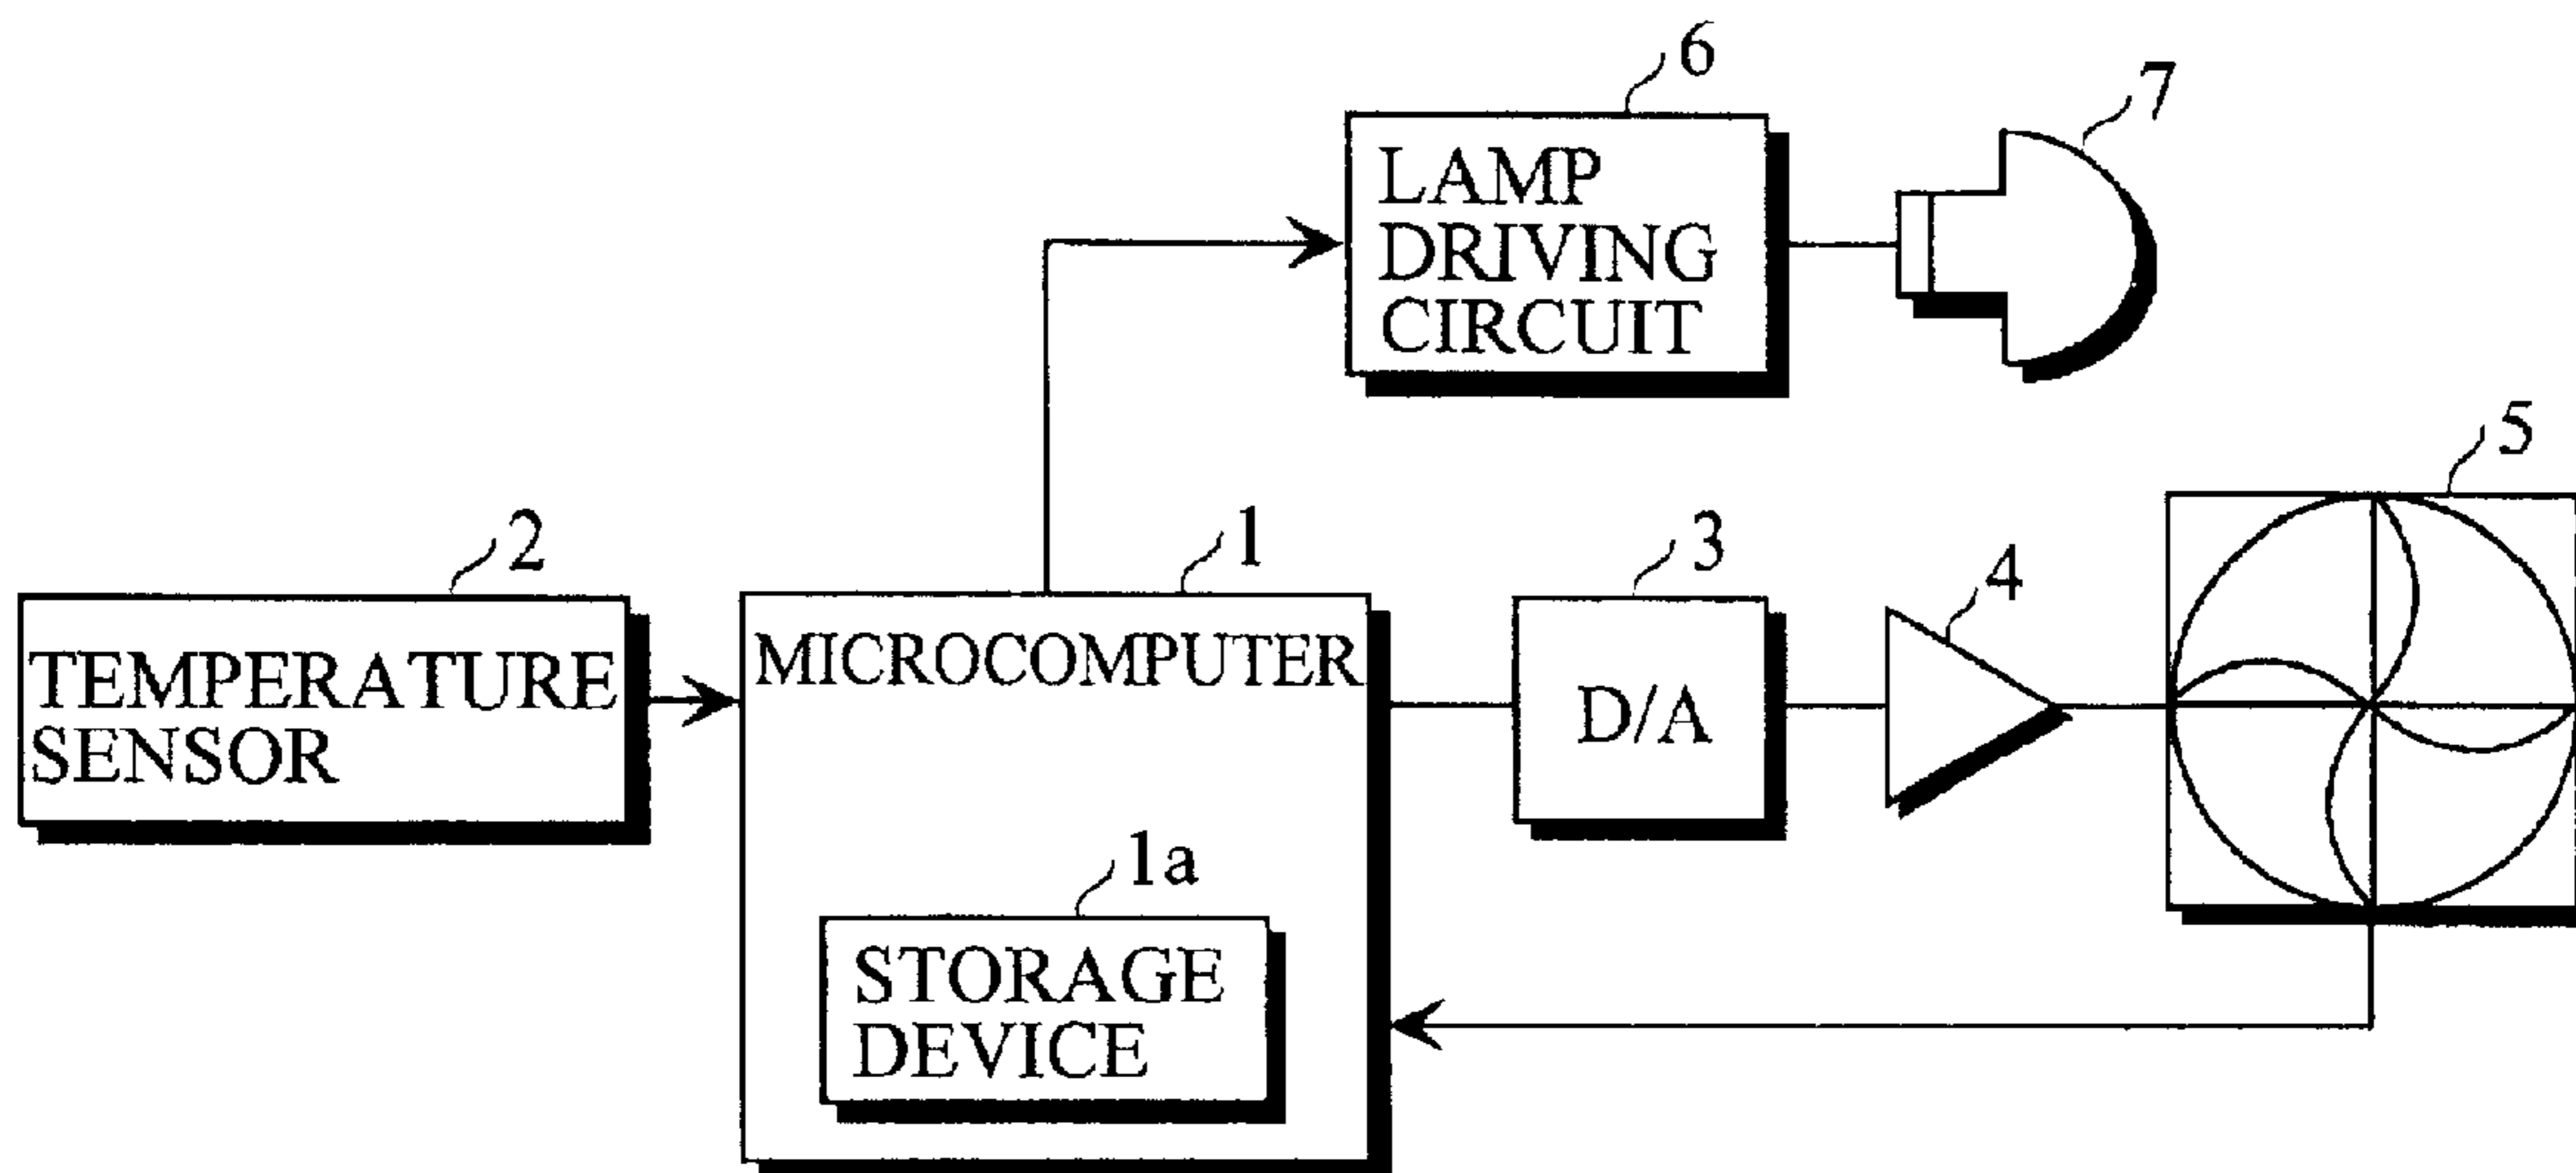 6
LAMP
DRIVING
CIRCUIT
7
5
2
TEMPERATURE
SENSOR
1
MICROCOMPUTER
1a
STORAGE
DEVICE
3
D/A
4